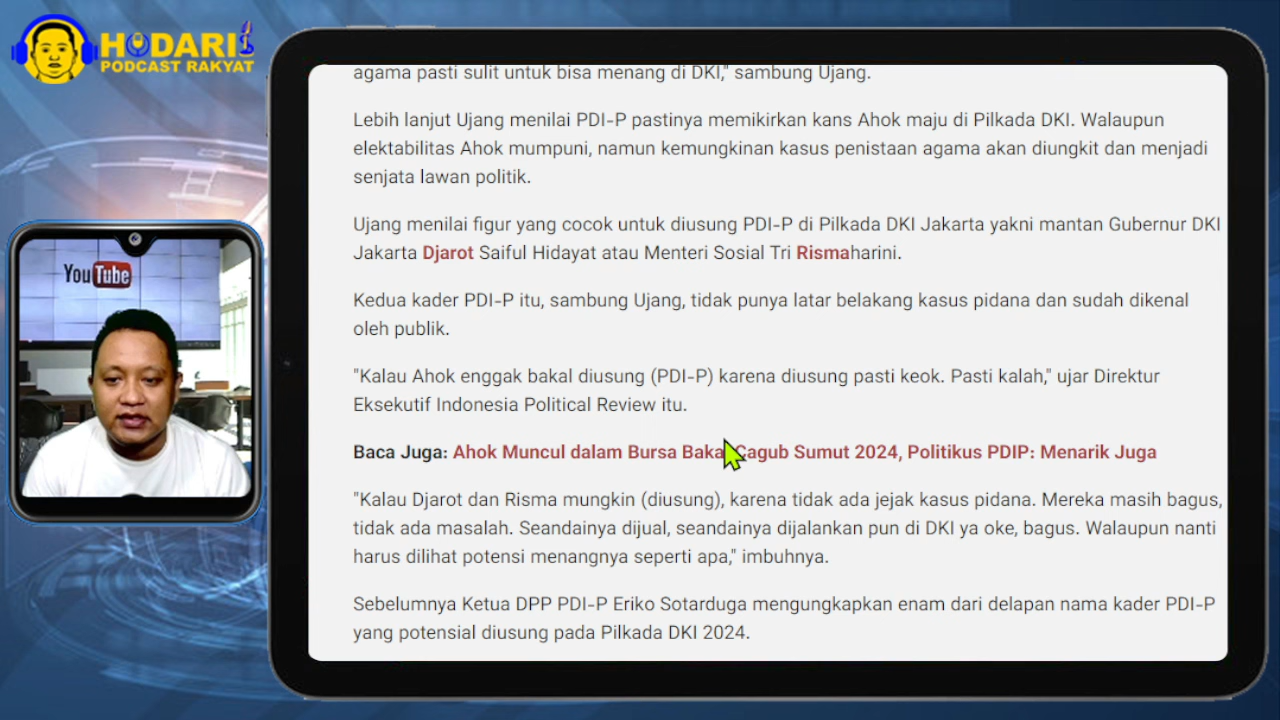 HODARI
PODCAST RAKYAT
YouTube
agama pasti sulit untuk bisa menang di DKI," sambung Ujang.
Lebih lanjut Ujang menilai PDI-P pastinya memikirkan kans Ahok maju di Pilkada DKI. Walaupun
elektabilitas Ahok mumpuni, namun kemungkinan kasus penistaan agama akan diungkit dan menjadi
senjata lawan politik.
Ujang menilai figur yang cocok untuk diusung PDI-P di Pilkada DKI Jakarta yakni mantan Gubernur DKI
Jakarta Djarot Saiful Hidayat atau Menteri Sosial Tri Rismaharini.
Kedua kader PDI-P itu, sambung Ujang, tidak punya latar belakang kasus pidana dan sudah dikenal
oleh publik.
"Kalau Ahok enggak bakal diusung (PDI-P) karena diusung pasti keok. Pasti kalah," ujar Direktur
Eksekutif Indonesia Political Review itu.
Baca Juga: Ahok Muncul dalam Bursa Bakal Cagub Sumut 2024, Politikus PDIP: Menarik Juga
"Kalau Djarot dan Risma mungkin (diusung), karena tidak ada jejak kasus pidana. Mereka masih bagus,
tidak ada masalah. Seandainya dijual, seandainya dijalankan pun di DKI ya oke, bagus. Walaupun nanti
harus dilihat potensi menangnya seperti apa," imbuhnya.
Sebelumnya Ketua DPP PDI-P Eriko Sotarduga mengungkapkan enam dari delapan nama kader PDI-P
yang potensial diusung pada Pilkada DKI 2024.